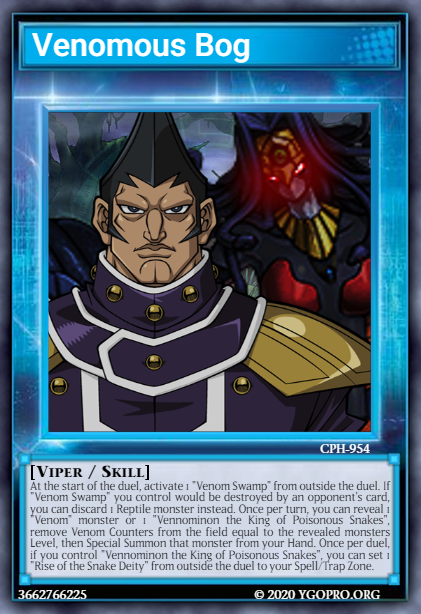 Venomous Bog
CPH-954
[VIPER / SKILL]
At the start of the duel, activate 1 "Venom Swamp" from outside the duel. If
"Venom Swamp" you control would be destroyed by an opponent's card,
you can discard 1 Reptile monster instead. Once per turn, you can reveal 1
"Venom" monster or 1 "Vennominon the King of Poisonous Snakes",
remove Venom Counters from the field equal to the revealed monsters
Level, then Special Summon that monster from your Hand. Once per duel,
if you control "Vennominon the King of Poisonous Snakes", you can set 1
"Rise of the Snake Deity" from outside the duel to your Spell/Trap Zone.
3662766225
© 2020 YGOPRO.ORG